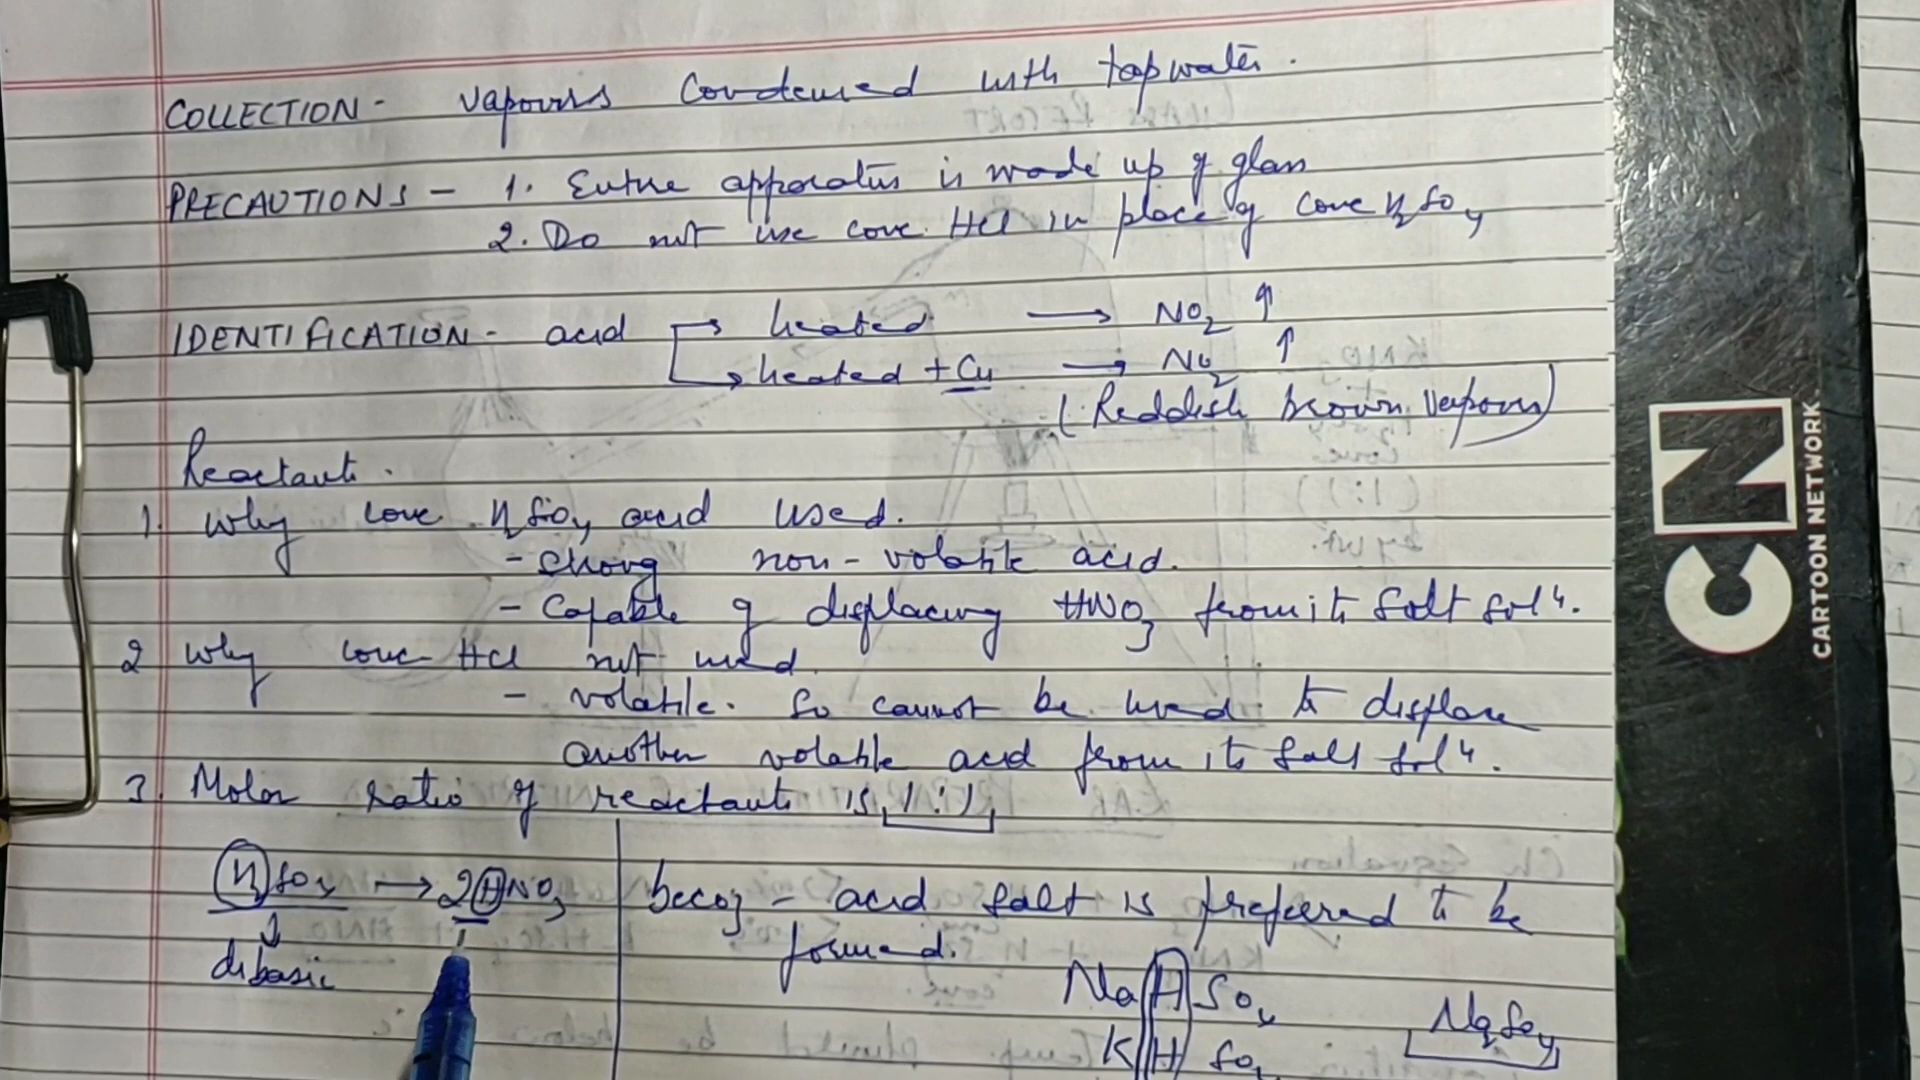 COLLECTION - vapours Condensed with tapwater.
PRECAUTIONS - 1. Entire apparatus is made up of glass
2. Do not use conc. HCl in place of conc H2SO4
IDENTIFICATION - acid → heated → NO2 ↑
→ heated + Cu → NO2 ↑
(Reddish brown vapours)
Reactants.
1. Why conc H2SO4 acid used.
- Strong non-volatile acid.
- Capable of displacing HNO3 from its salt soln.
2 Why conc HCl not used.
- volatile. So cannot be used to displace
another volatile acid from its salt soln.
3. Molar ratio of reactants is 1:1
H2SO4 → 2HNO3
dibasic
becoz - acid salt is preferred to be
formed.
NaHSO4
KHSO4
Na2SO4
CN
CARTOON NETWORK